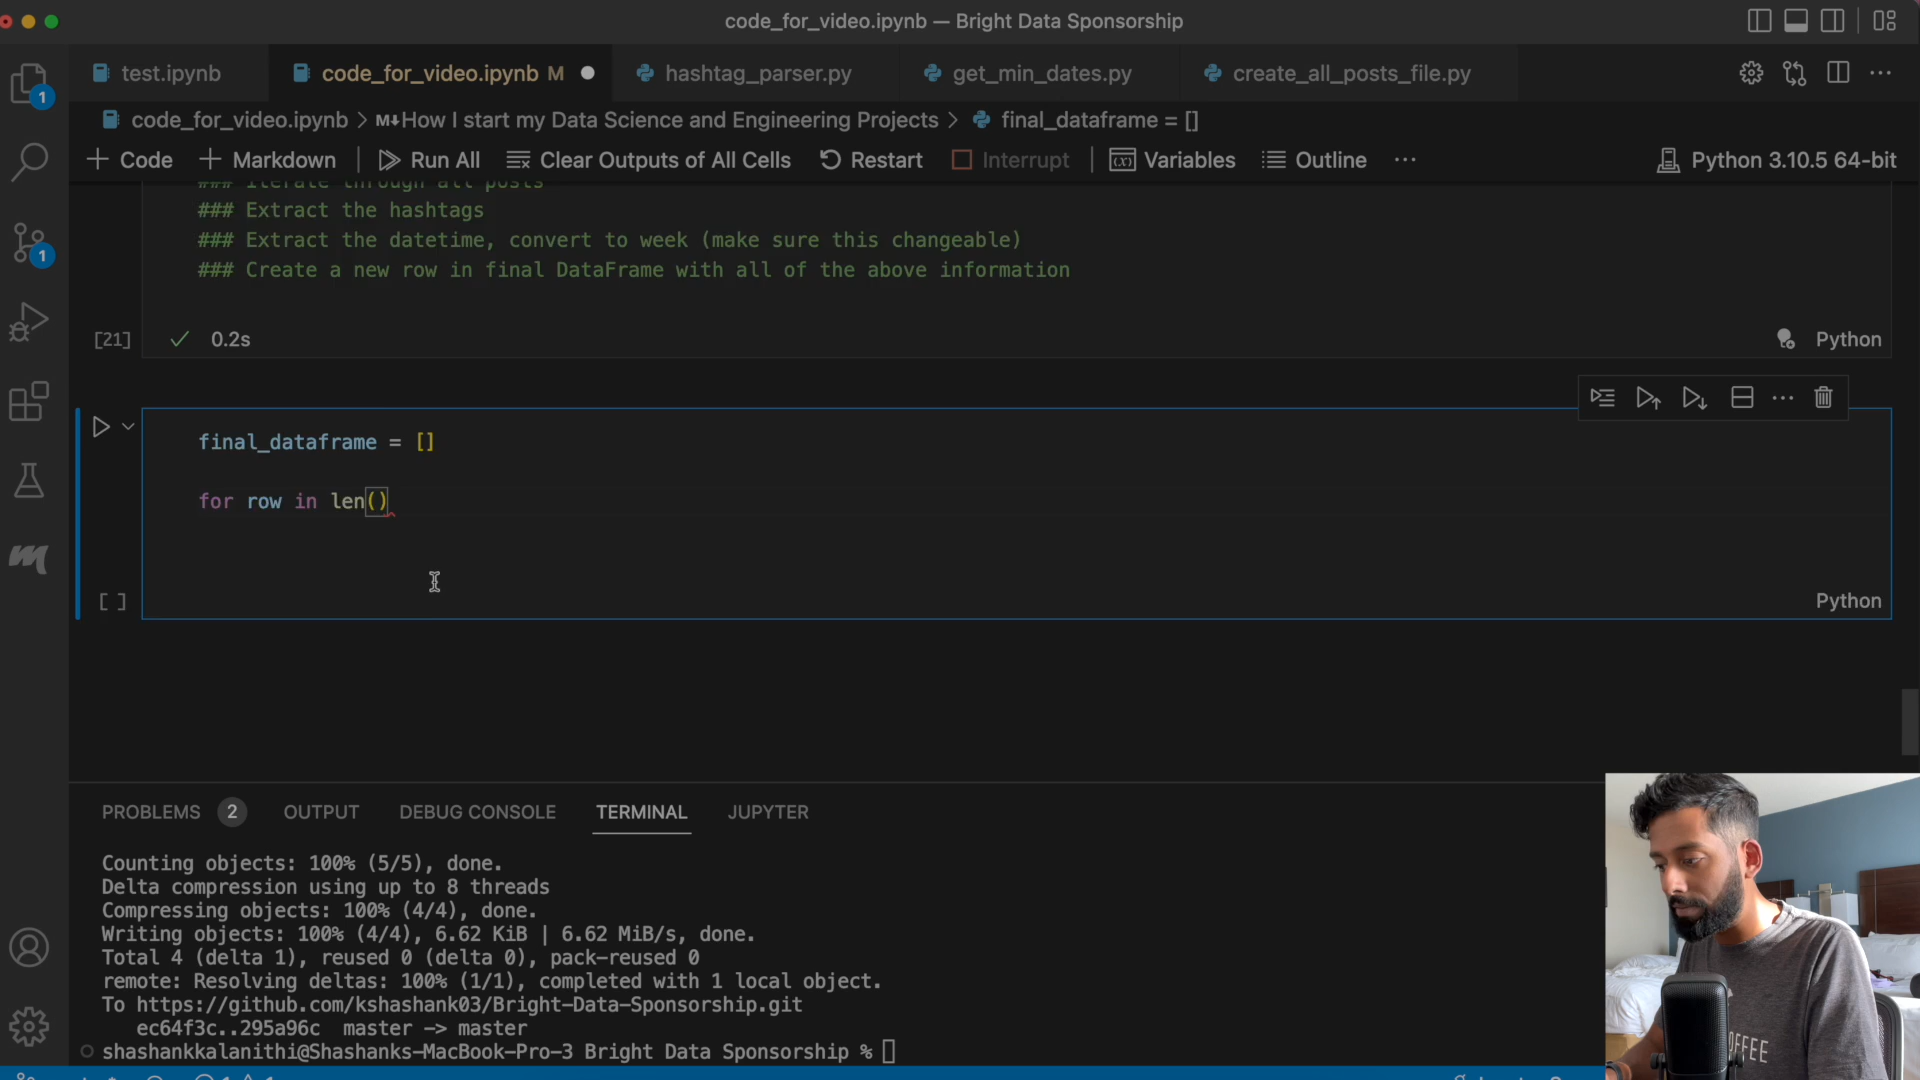 code_for_video.ipynb — Bright Data Sponsorship
test.ipynb
code_for_video.ipynb M
hashtag_parser.py
get_min_dates.py
create_all_posts_file.py
1
code_for_video.ipynb > M↓How I start my Data Science and Engineering Projects > final_dataframe = []
+ Code + Markdown | Run All Clear Outputs of All Cells Restart Interrupt | Variables Outline ···
Python 3.10.5 64-bit
### Iterate through all posts
### Extract the hashtags
### Extract the datetime, convert to week (make sure this changeable)
### Create a new row in final DataFrame with all of the above information
1
[21] ✓ 0.2s
Python
final_dataframe = []
for row in len()
[ ]
Python
PROBLEMS 2 OUTPUT DEBUG CONSOLE TERMINAL JUPYTER
Counting objects: 100% (5/5), done.
Delta compression using up to 8 threads
Compressing objects: 100% (4/4), done.
Writing objects: 100% (4/4), 6.62 KiB | 6.62 MiB/s, done.
Total 4 (delta 1), reused 0 (delta 0), pack-reused 0
remote: Resolving deltas: 100% (1/1), completed with 1 local object.
To https://github.com/kshashank03/Bright-Data-Sponsorship.git
ec64f3c..295a96c master -> master
shashankkalanithi@Shashanks-MacBook-Pro-3 Bright Data Sponsorship %